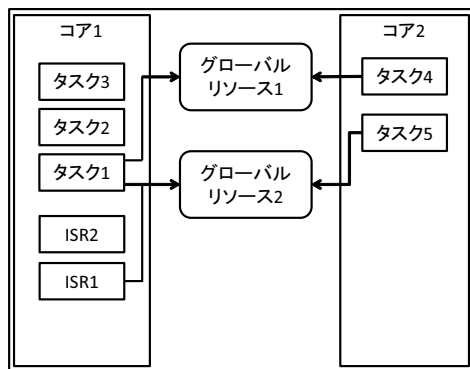 コア1
タスク3
タスク2
タスク1
ISR2
ISR1
グローバル
リソース1
グローバル
リソース2
コア2
タスク4
タスク5